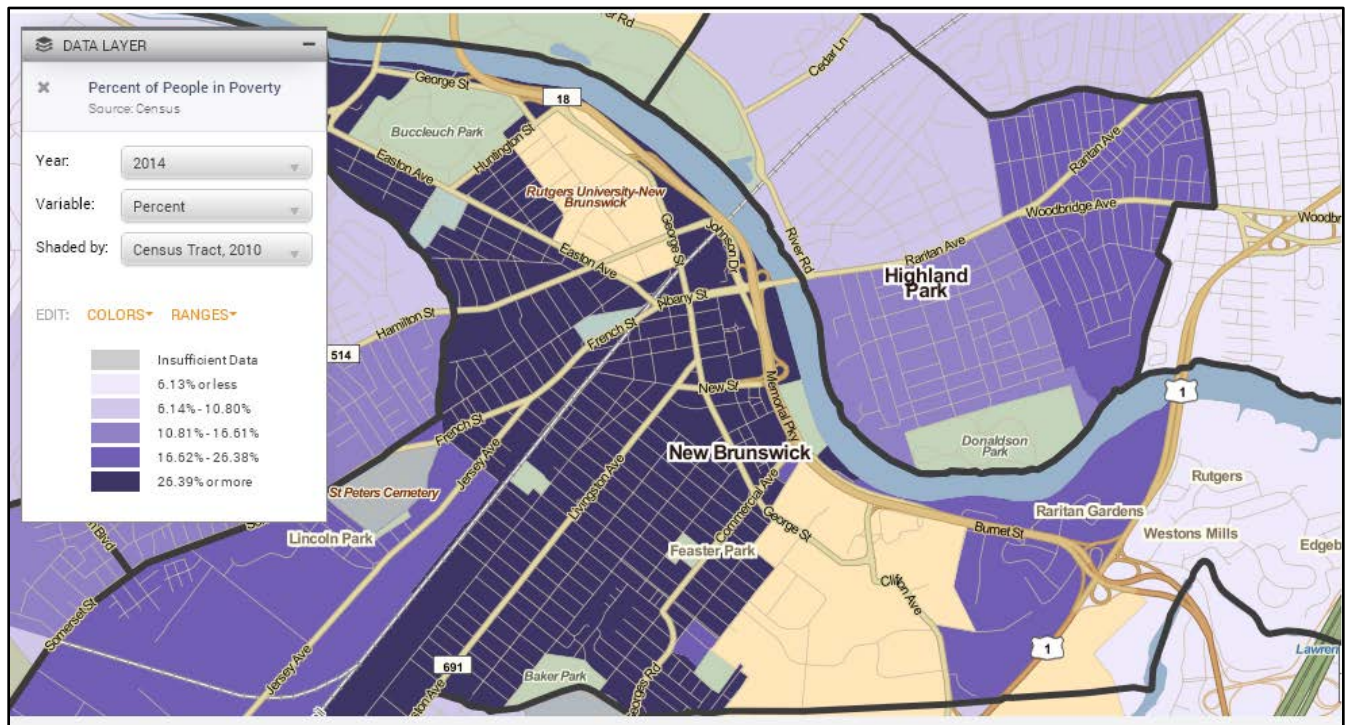 DATA LAYER
Percent of People in Poverty
Source: Census
Year:
2014
Variable:
Percent
Shaded by:
Census Tract, 2010
EDIT: COLORS RANGES
Insufficient Data
6.13% or less
6.14% - 10.80%
10.81% - 16.61%
16.62% - 26.38%
26.39% or more
George St
18
Cedar Ln
Buccleuch Park
Huntington St
Easton Ave
Raritan Ave
Rutgers University-New
Brunswick
Woodbridge Ave
George St
Johnson Dr
River Rd
Raritan Ave
Easton Ave
Highland
Park
Albany St
Hamilton St
French St
514
New St
Memorial Pky
1
French St
Jersey Ave
Donaldson
Park
New Brunswick
Livingston Ave
Commercial Ave
Rutgers
St Peters Cemetery
George St
Raritan Gardens
Burnet St
Westons Mills
Lincoln Park
Feaster Park
Clifton Ave
Somerset St
1
Jersey Ave
691
Baker Park
Georges Rd